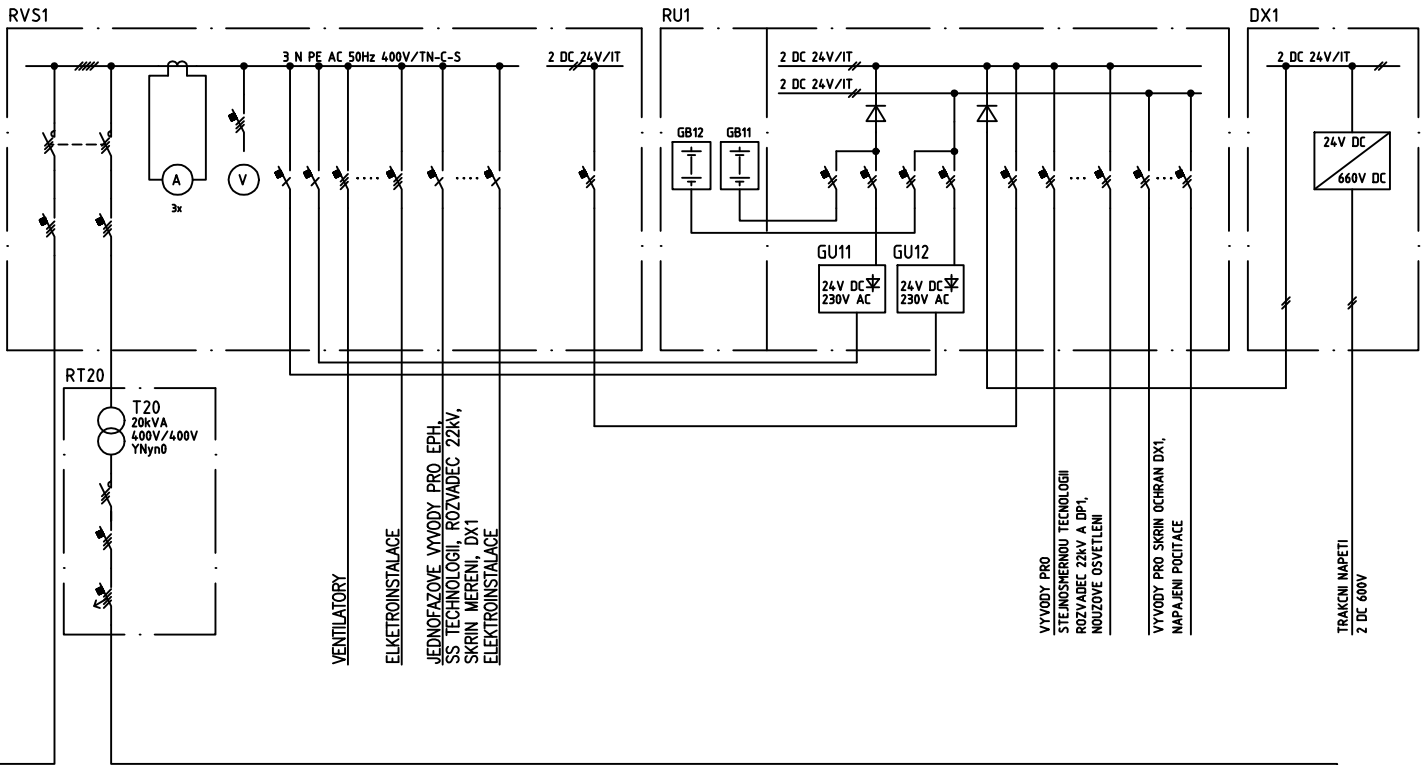 RVS1
RU1
DX1
3 N PE AC 50Hz 400V/TN-C-S
2 DC 24V/IT
2 DC 24V/IT
2 DC 24V/IT
2 DC 24V/IT
GB12
GB11
24V DC
660V DC
A
V
3x
GU11
GU12
24V DC
230V AC
24V DC
230V AC
RT20
T20
20kVA
400V/400V
YNyn0
VENTILATORY
ELKETROINSTALACE
JEDNOFAZOVE VYVODY PRO EPH,
SS TECHNOLOGII, ROZVADEC 22kV,
SKRIN MERENI, DX1
ELEKTROINSTALACE
VYVODY PRO
STEJNOSMERNOU TECNOLOGII
ROZVADEC 22kV A DP1,
NOUZOVE OSVETLENI
VYVODY PRO SKRIN OCHRAN DX1,
NAPAJENI POCITACE
TRAKCNI NAPETI
2 DC 600V